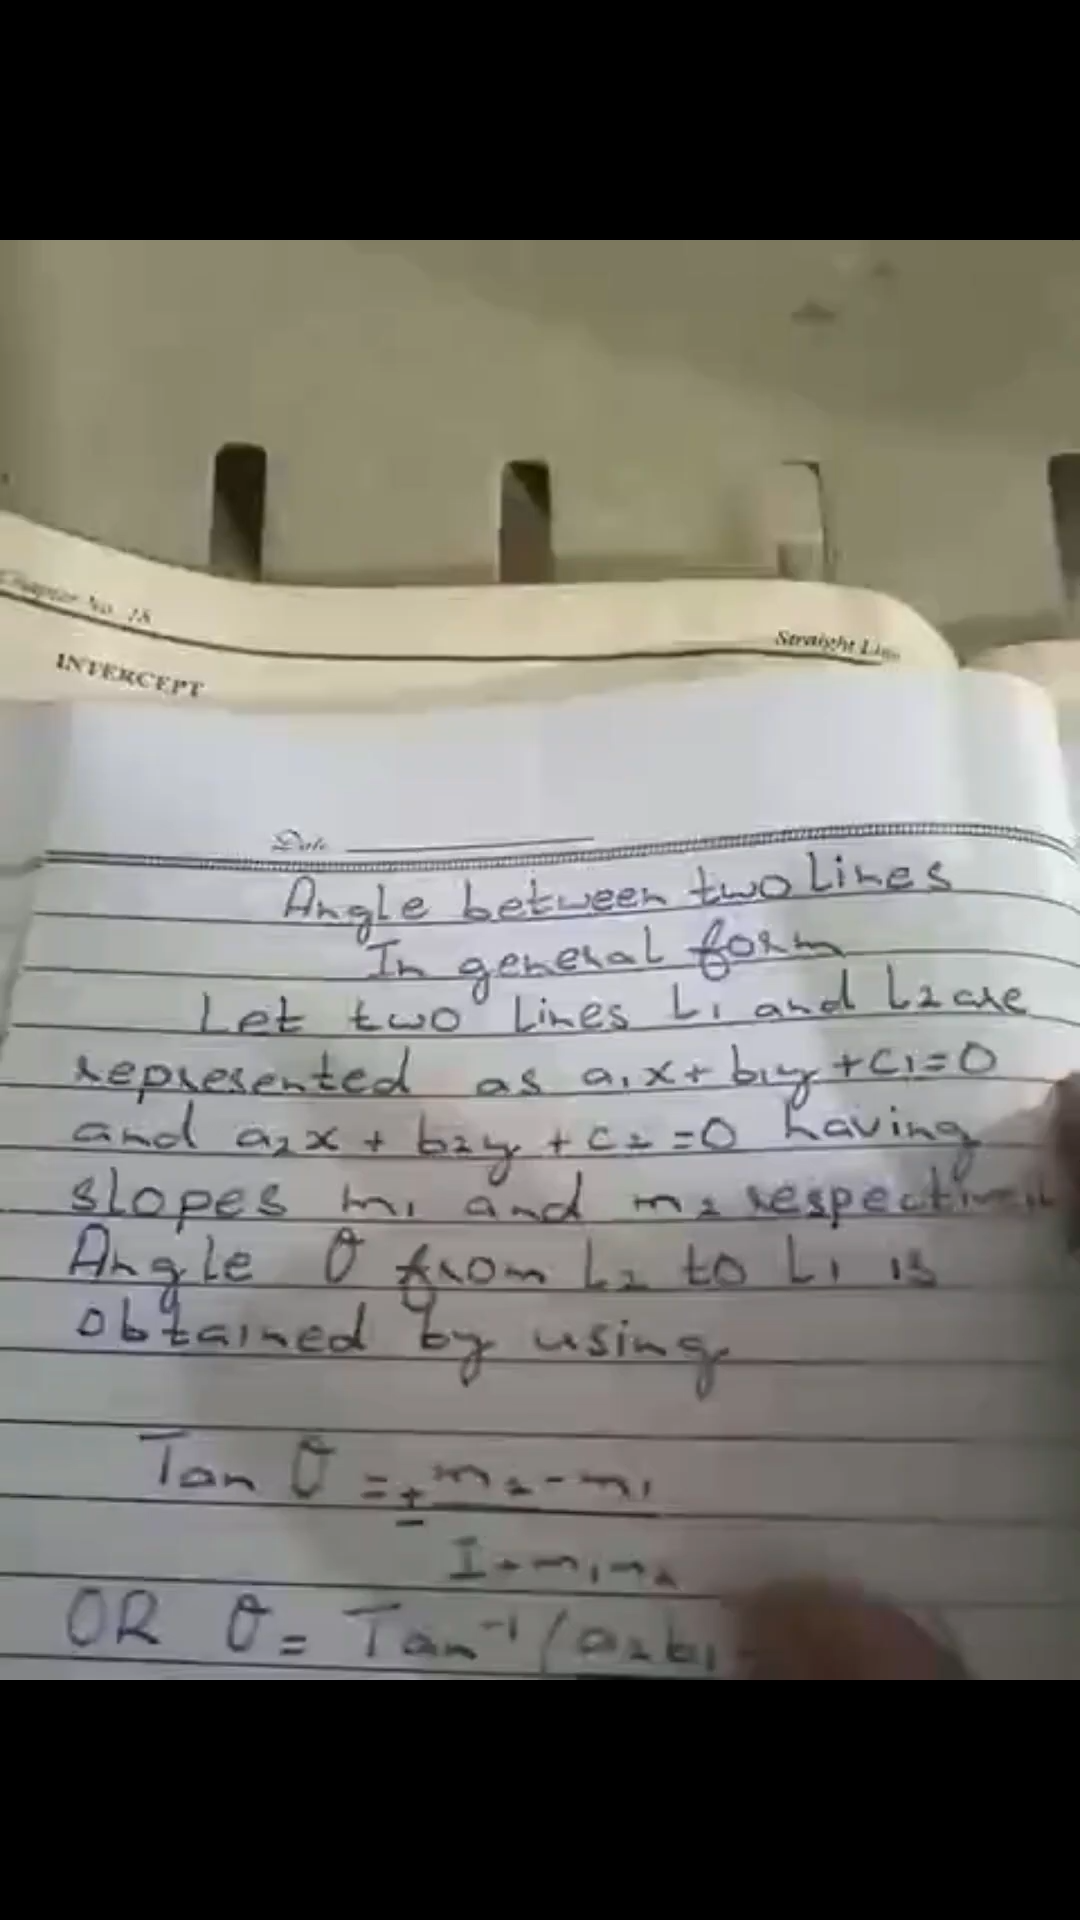 Chapter No. 18
Straight Line
INTERCEPT
Date
Angle between two Lines
In general form
Let two Lines L1 and L2 are
represented as a1x + b1y + c1 = 0
and a2x + b2y + c2 = 0 having
slopes m1 and m2
Angle θ from L2 to L1 is
obtained by using
Tan θ = ± m2 - m1
1 + m1m2
OR θ = Tan⁻¹ (a2b1